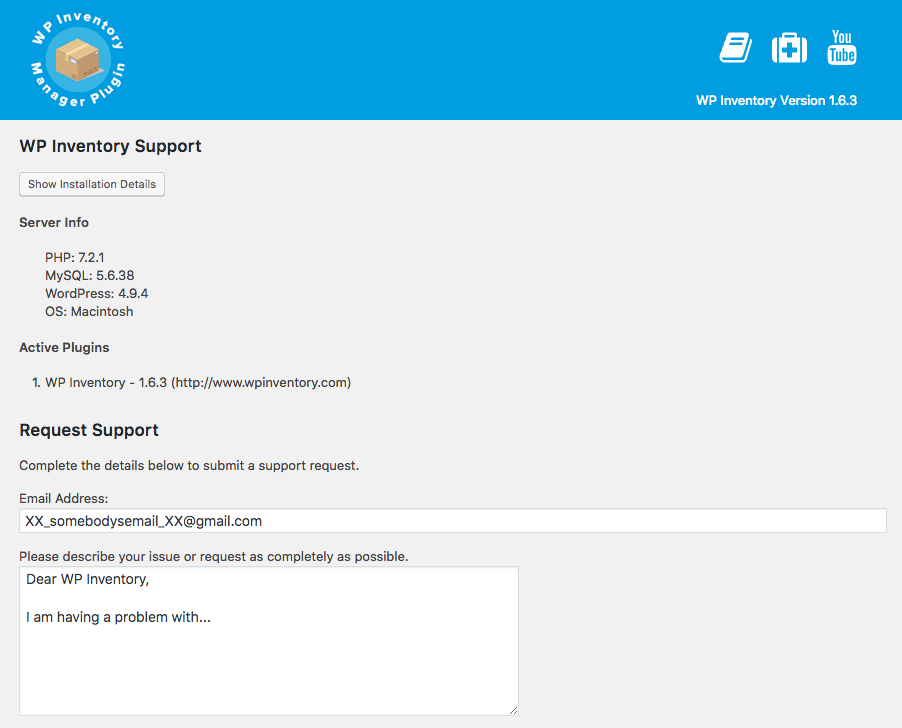 WP Inventory
Manager Plugin
You
Tube
WP Inventory Version 1.6.3
WP Inventory Support
Show Installation Details
Server Info
PHP: 7.2.1
MySQL: 5.6.38
WordPress: 4.9.4
OS: Macintosh
Active Plugins
1. WP Inventory - 1.6.3 (http://www.wpinventory.com)
Request Support
Complete the details below to submit a support request.
Email Address:
XX_somebodysemail_XX@gmail.com
Please describe your issue or request as completely as possible.
Dear WP Inventory,
I am having a problem with...